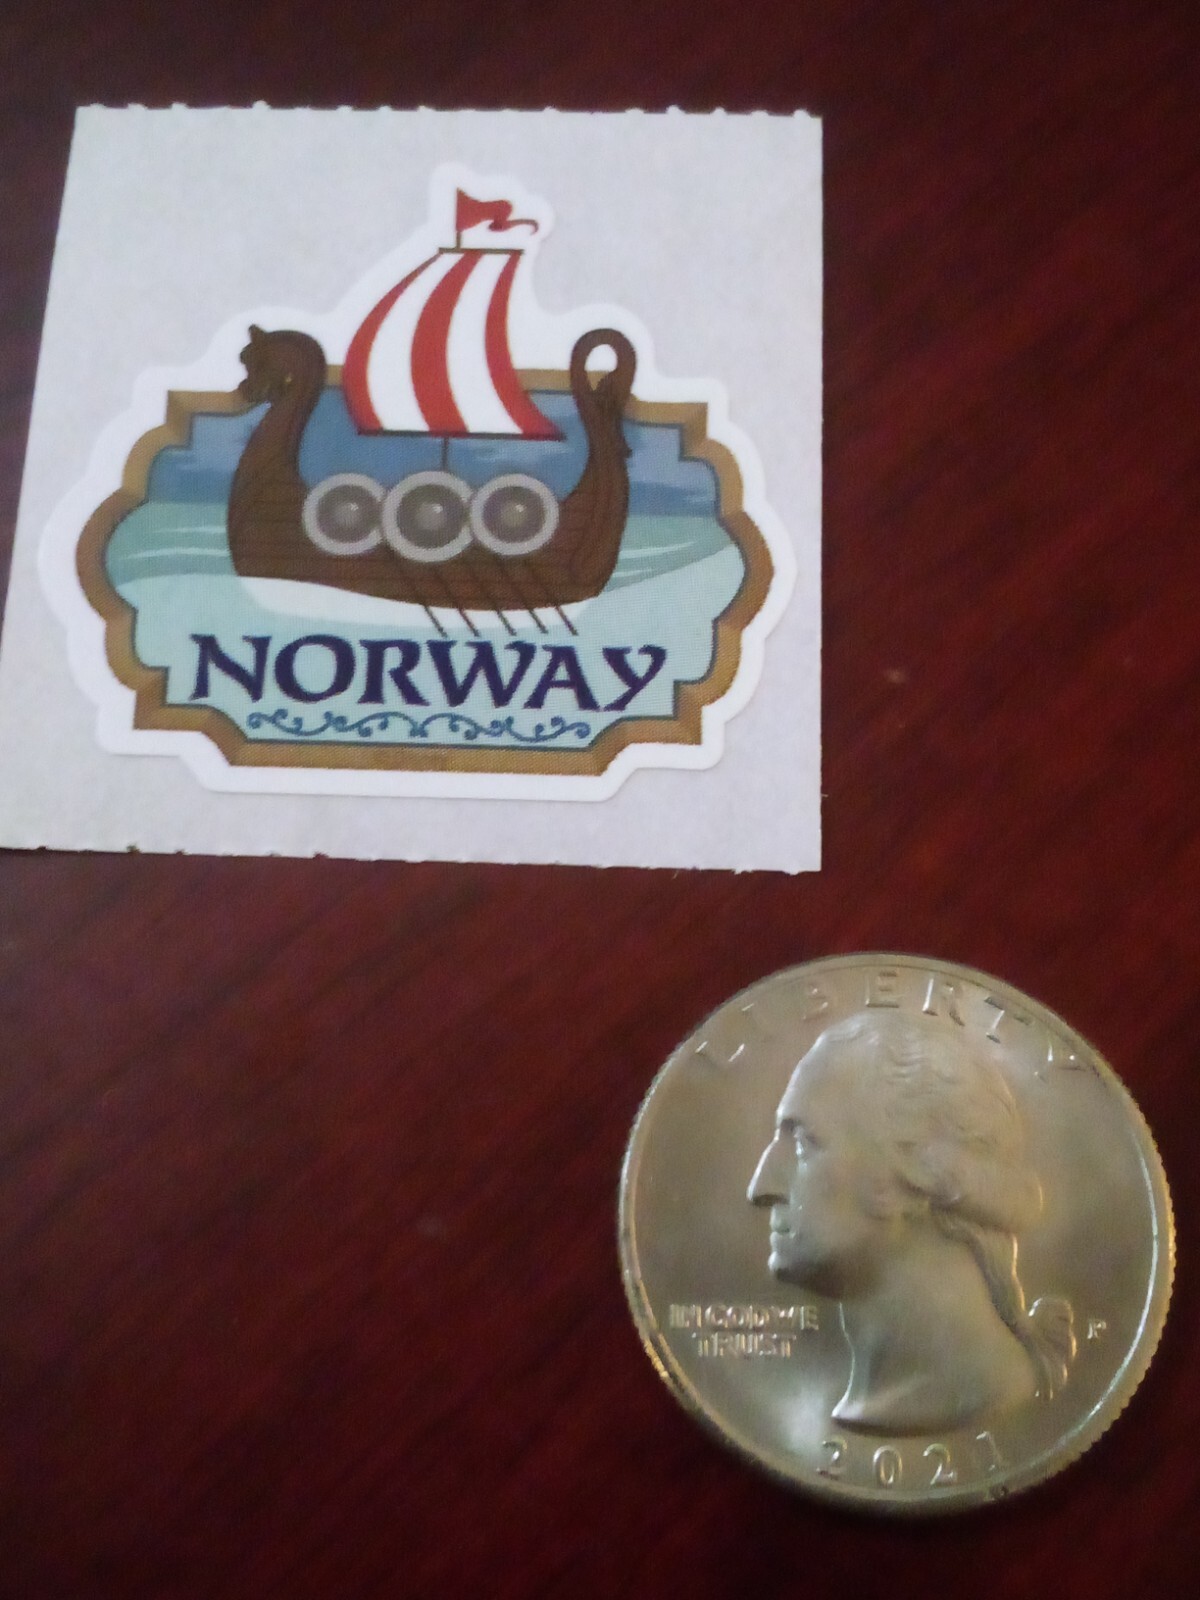 NORWAY
LIBERTY
IN GOD WE
TRUST
P
2021